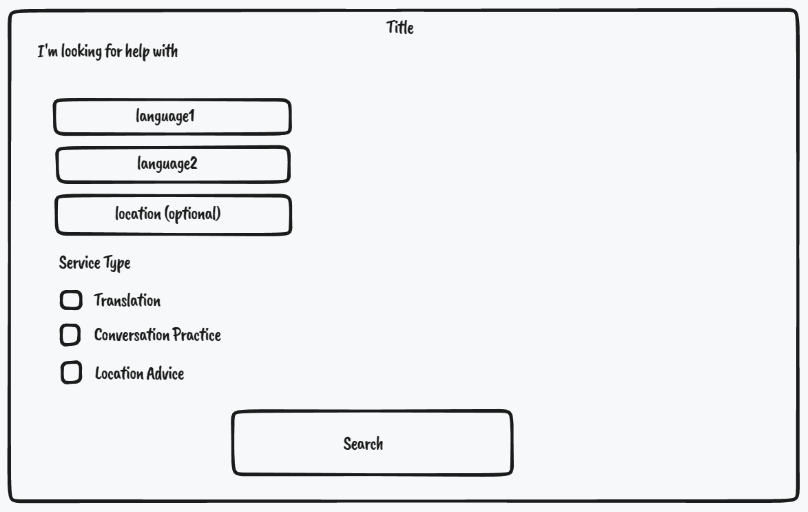 Title
I'm looking for help with
language1
language2
location (optional)
Service Type
Translation
Conversation Practice
Location Advice
Search